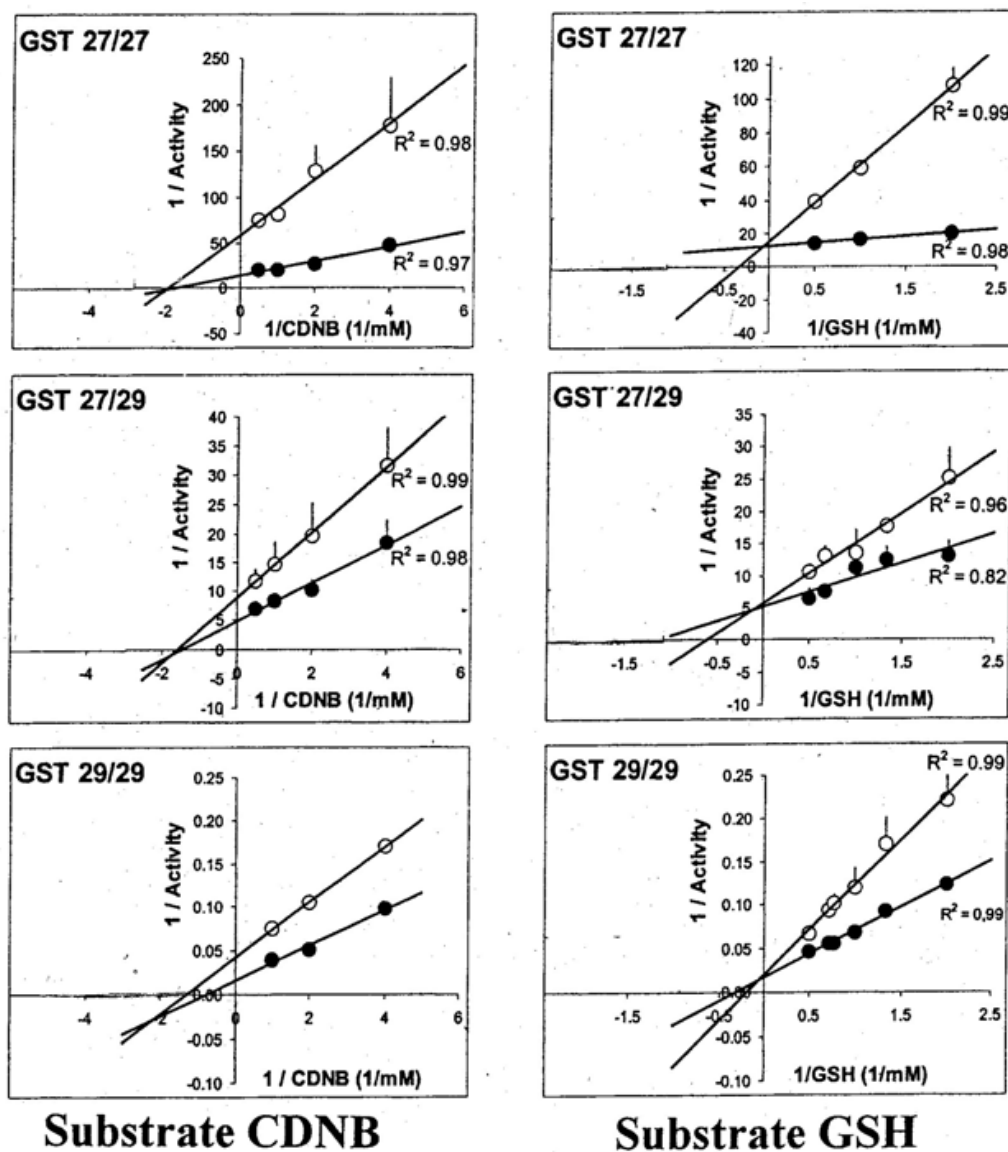 GST 27/27
1 / Activity
250
200
150
100
50
0
-50
R² = 0.98
R² = 0.97
-4 -2 0 2 4 6
1/CDNB (1/mM)
GST 27/27
1 / Activity
120
100
80
60
40
20
0
-20
-40
R² = 0.99
R² = 0.98
-1.5 -0.5 0.5 1.5 2.5
1/GSH (1/mM)
GST 27/29
1 / Activity
40
35
30
25
20
15
10
5
0
-5
-10
R² = 0.99
R² = 0.98
-4 -2 0 2 4 6
1 / CDNB (1/mM)
GST 27/29
1 / Activity
35
30
25
20
15
10
5
0
-5
-10
R² = 0.96
R² = 0.82
-1.5 -0.5 0.5 1.5 2.5
1/GSH (1/mM)
GST 29/29
1 / Activity
0.25
0.20
0.15
0.10
0.05
0.00
-0.05
-0.10
-4 -2 0 2 4 6
1 / CDNB (1/mM)
GST 29/29
1 / Activity
0.25
0.20
0.15
0.10
0.05
0.00
-0.05
-0.10
R² = 0.99
R² = 0,99
-1.5 -0.5 0.5 1.5 2.5
1/GSH (1/mM)
Substrate CDNB
Substrate GSH